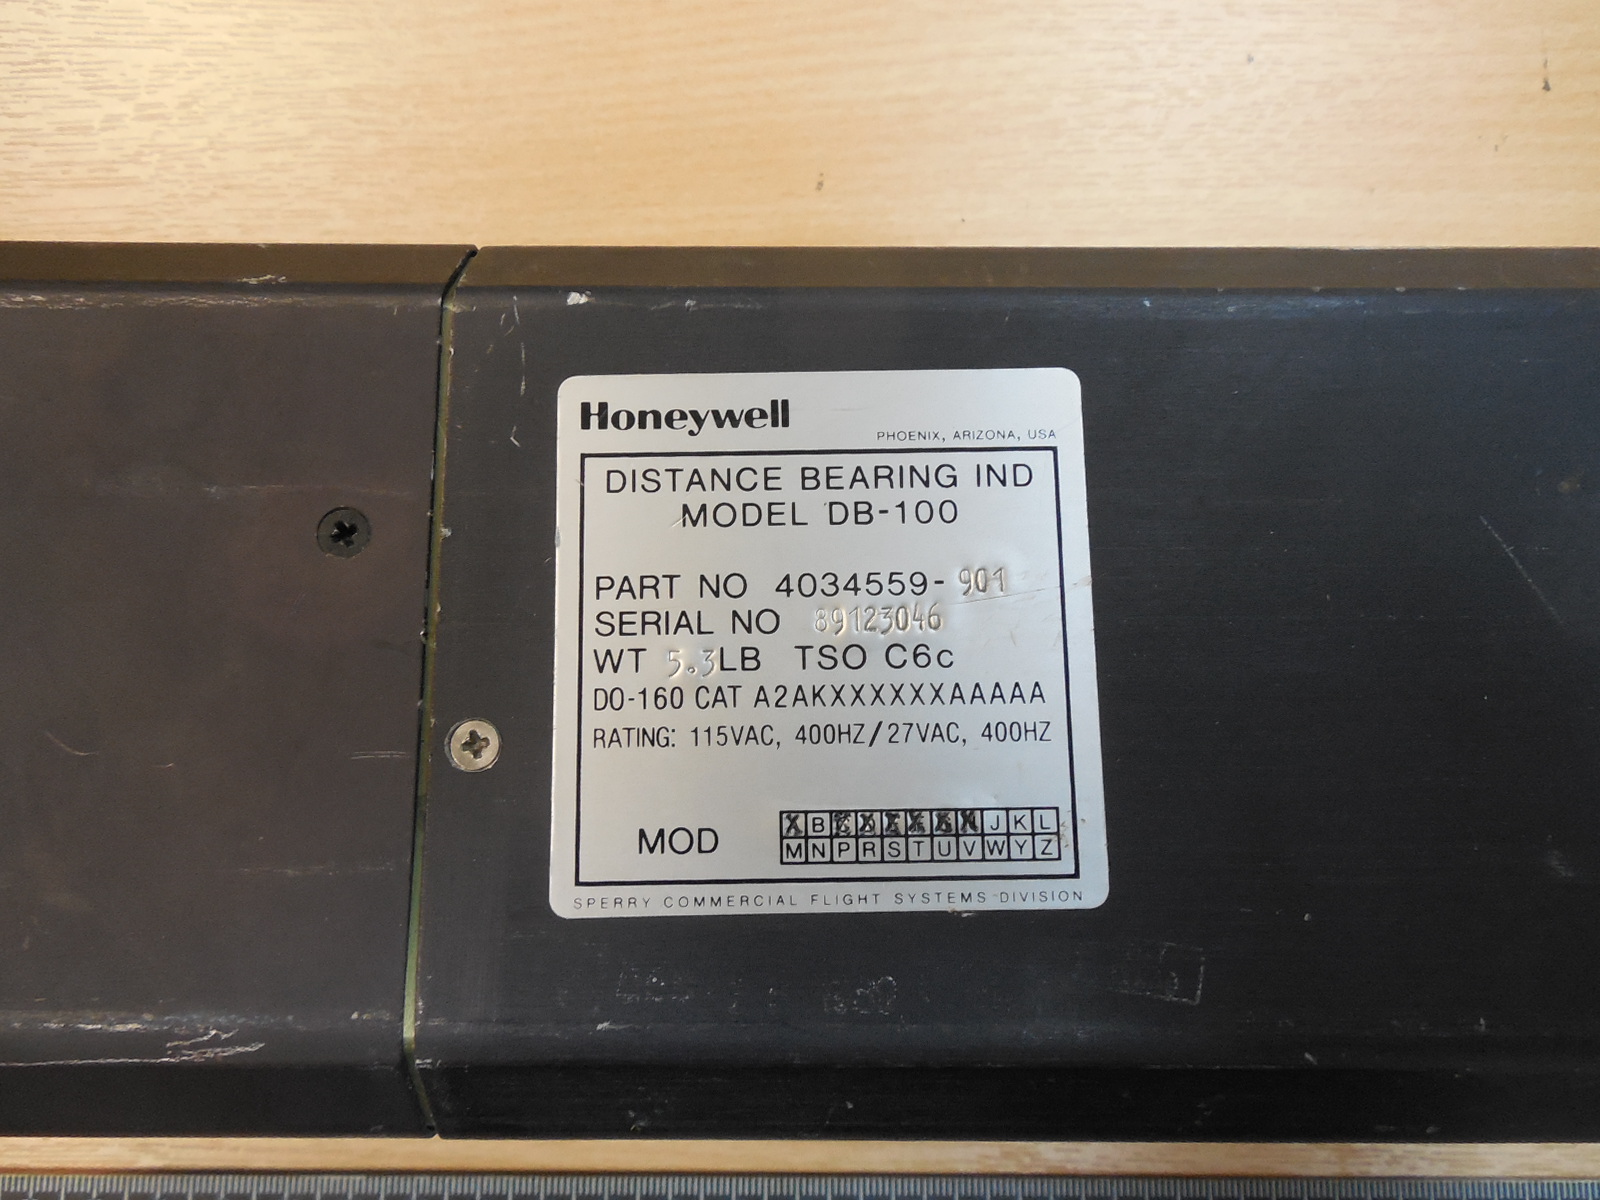 Honeywell
PHOENIX, ARIZONA, USA
DISTANCE BEARING IND
MODEL DB-100
PART NO 4034559-901
SERIAL NO 89123046
WT 5.3LB TSO C6c
DO-160 CAT A2AKXXXXXXXAAAAA
RATING: 115VAC, 400HZ/27VAC, 400HZ
MOD
B J K L
M N P R S T U V W Y Z
SPERRY COMMERCIAL FLIGHT SYSTEMS DIVISION